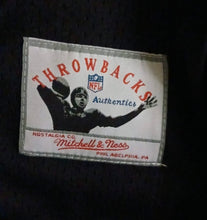 THROWBACKS
NFL
Authentics
NOSTALGIA CO.
Mitchell & Ness
PHILADELPHIA, PA